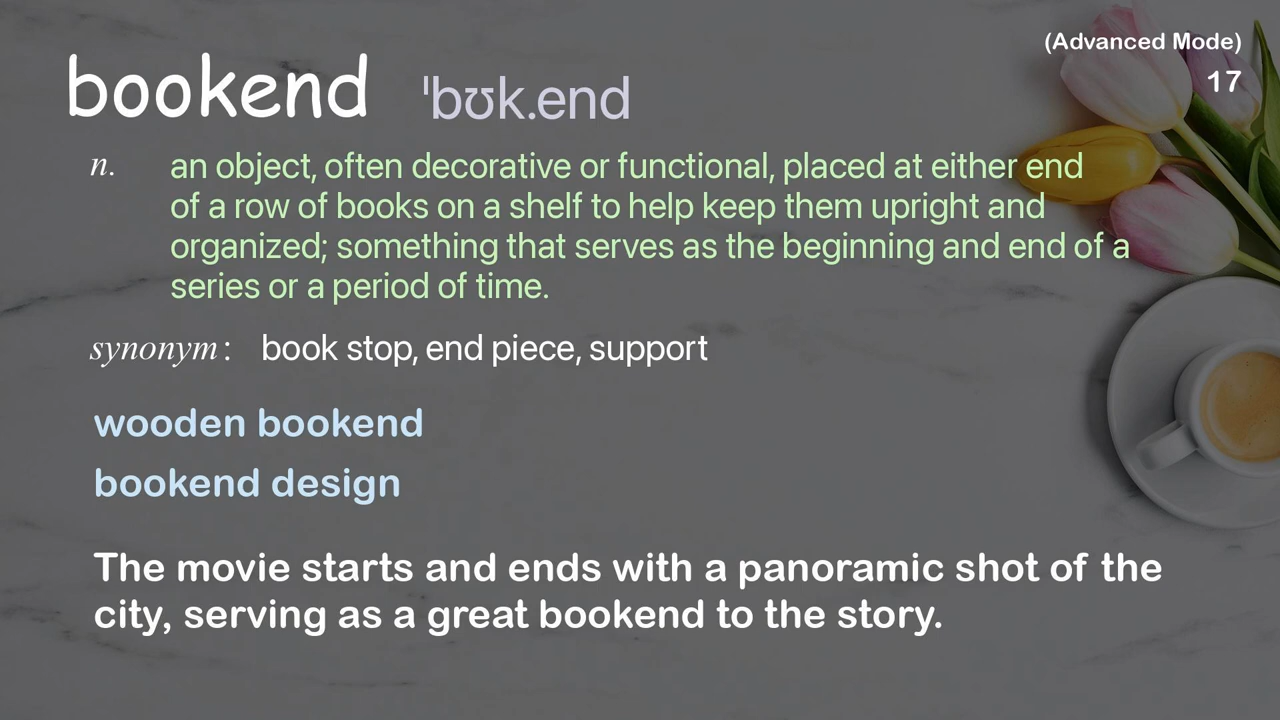 (Advanced Mode)
17
bookend ˈbʊk.end
n. an object, often decorative or functional, placed at either end
of a row of books on a shelf to help keep them upright and
organized; something that serves as the beginning and end of a
series or a period of time.
synonym: book stop, end piece, support
wooden bookend
bookend design
The movie starts and ends with a panoramic shot of the
city, serving as a great bookend to the story.